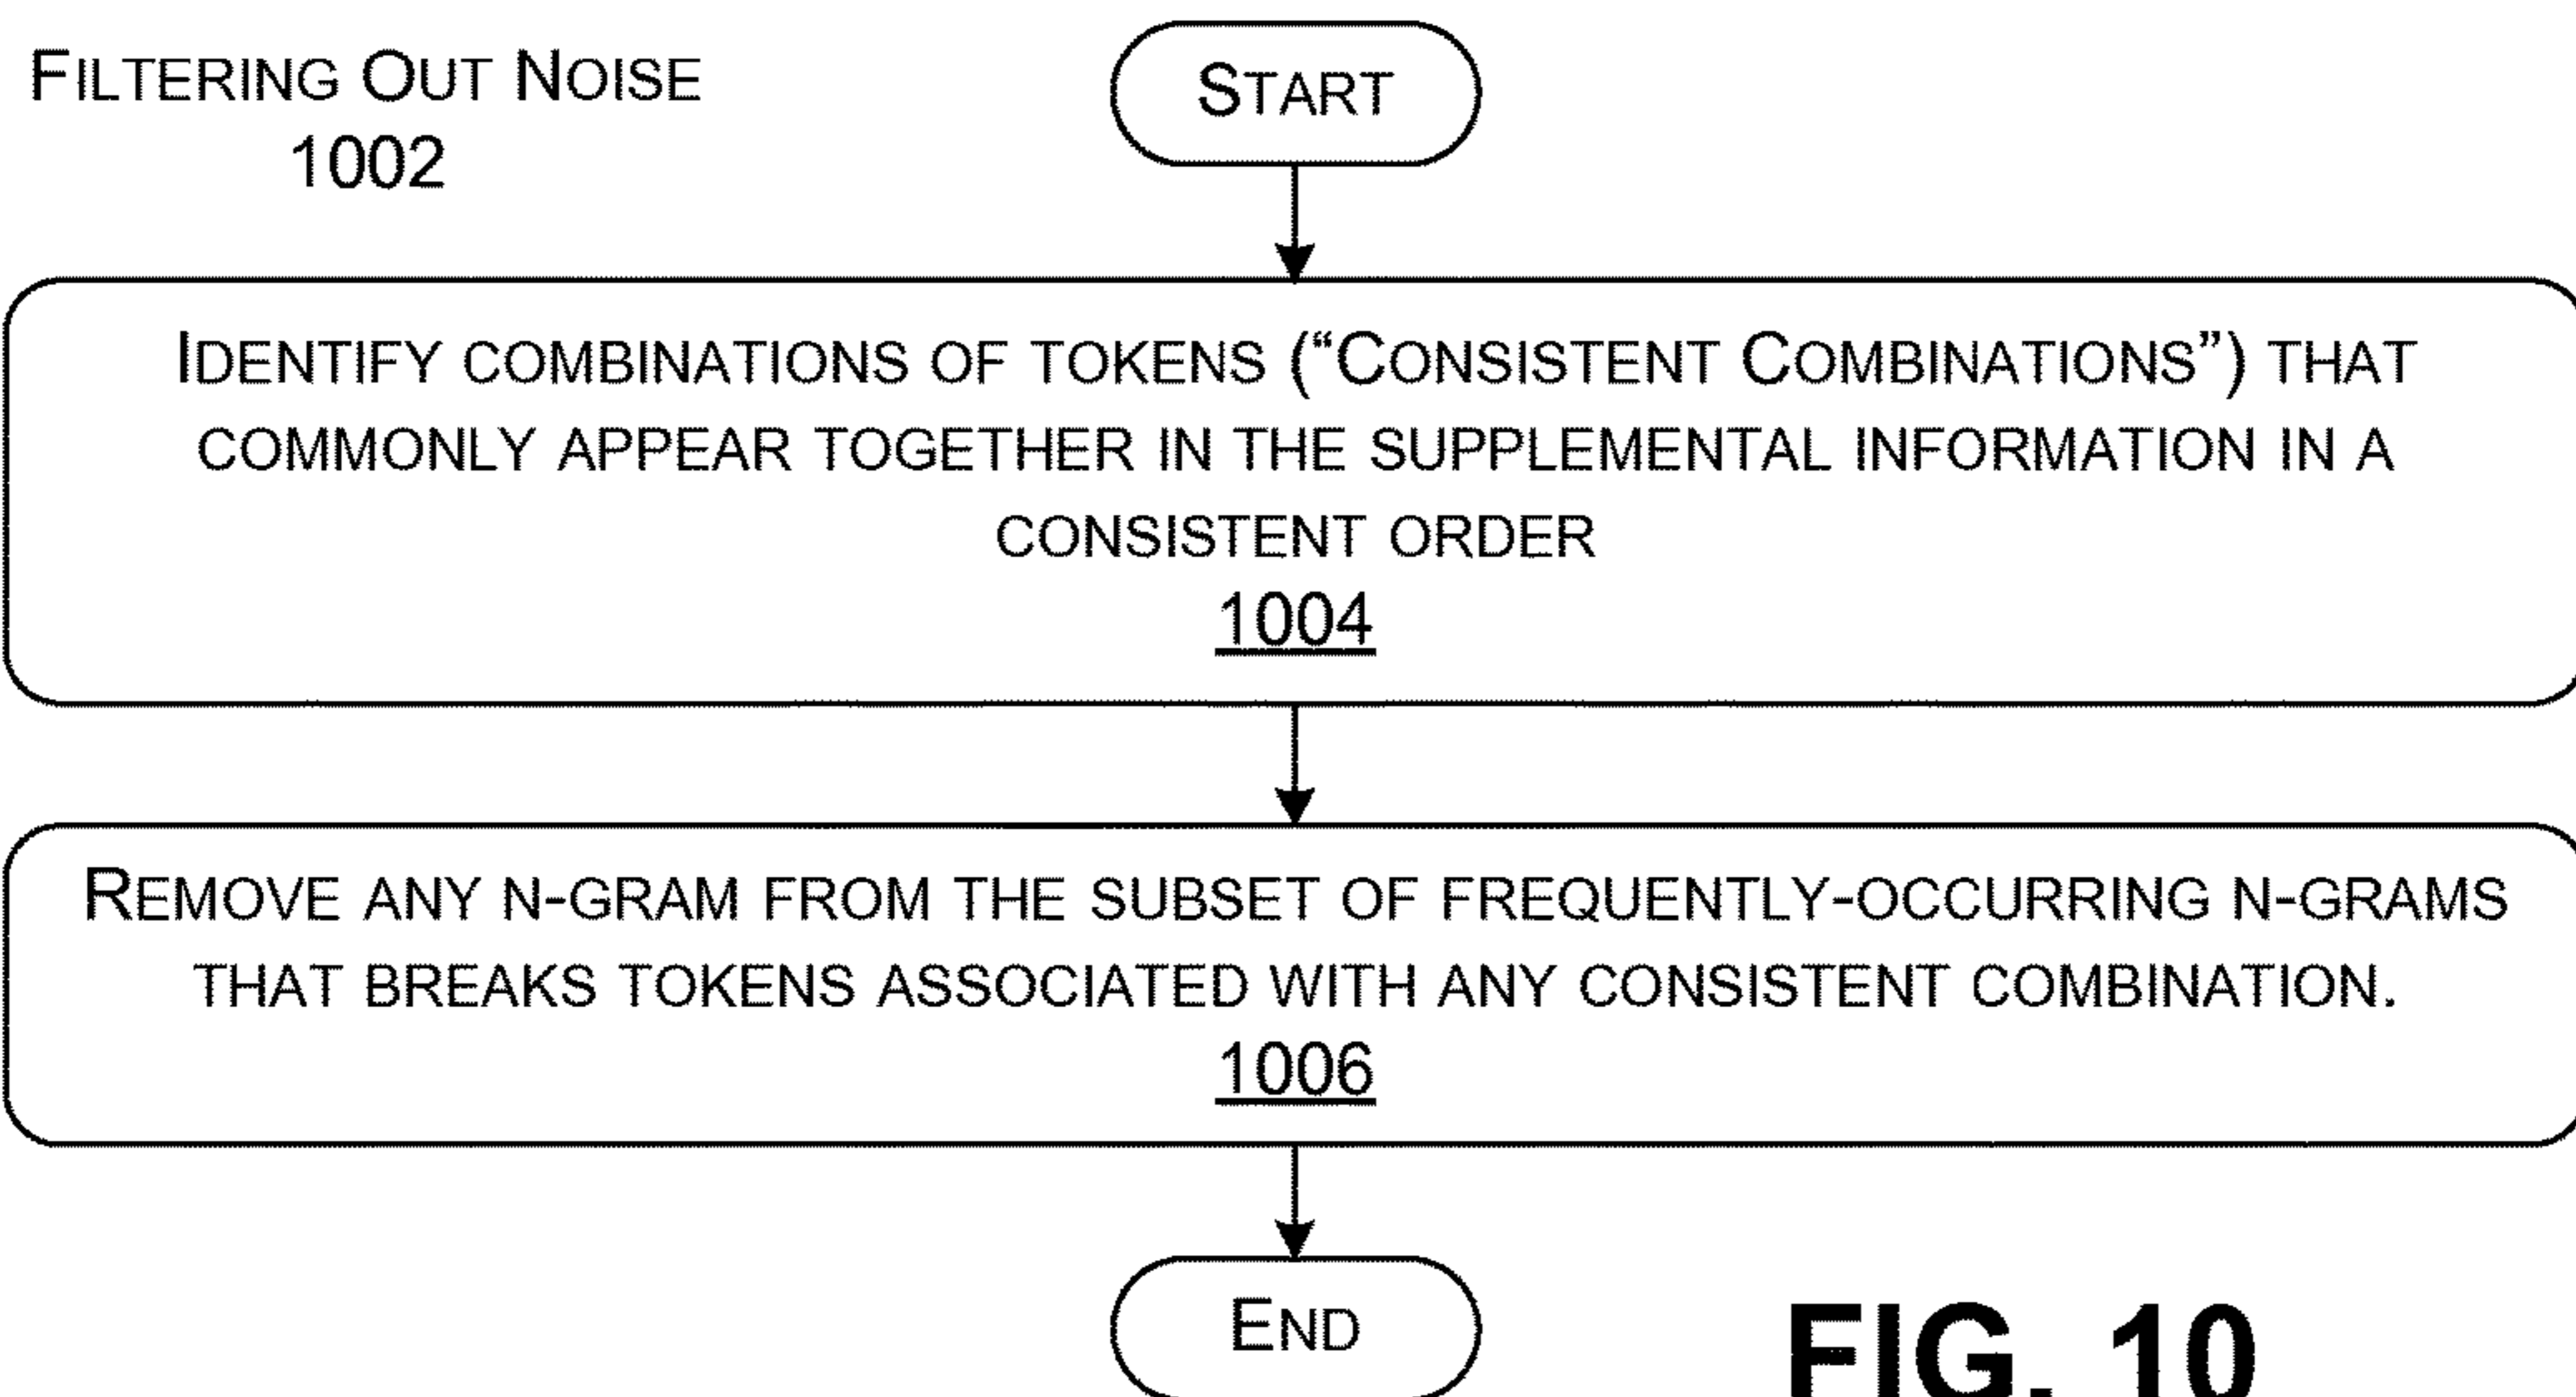 FILTERING OUT NOISE
1002
START
IDENTIFY COMBINATIONS OF TOKENS (“CONSISTENT COMBINATIONS”) THAT
COMMONLY APPEAR TOGETHER IN THE SUPPLEMENTAL INFORMATION IN A
CONSISTENT ORDER
1004
REMOVE ANY N-GRAM FROM THE SUBSET OF FREQUENTLY-OCCURRING N-GRAMS
THAT BREAKS TOKENS ASSOCIATED WITH ANY CONSISTENT COMBINATION.
1006
END
FIG. 10